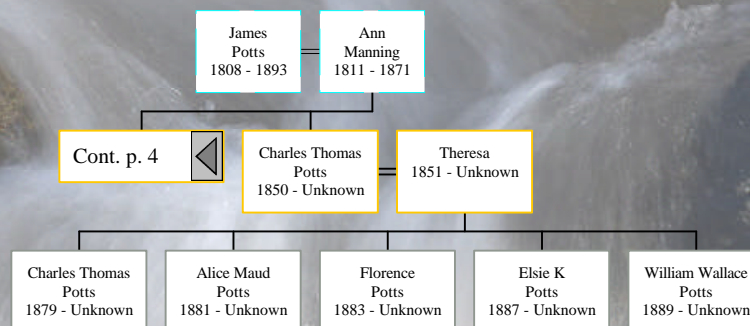 James
Potts
1808 - 1893
Ann
Manning
1811 - 1871
Cont. p. 4
Charles Thomas
Potts
1850 - Unknown
Theresa
1851 - Unknown
Charles Thomas
Potts
1879 - Unknown
Alice Maud
Potts
1881 - Unknown
Florence
Potts
1883 - Unknown
Elsie K
Potts
1887 - Unknown
William Wallace
Potts
1889 - Unknown